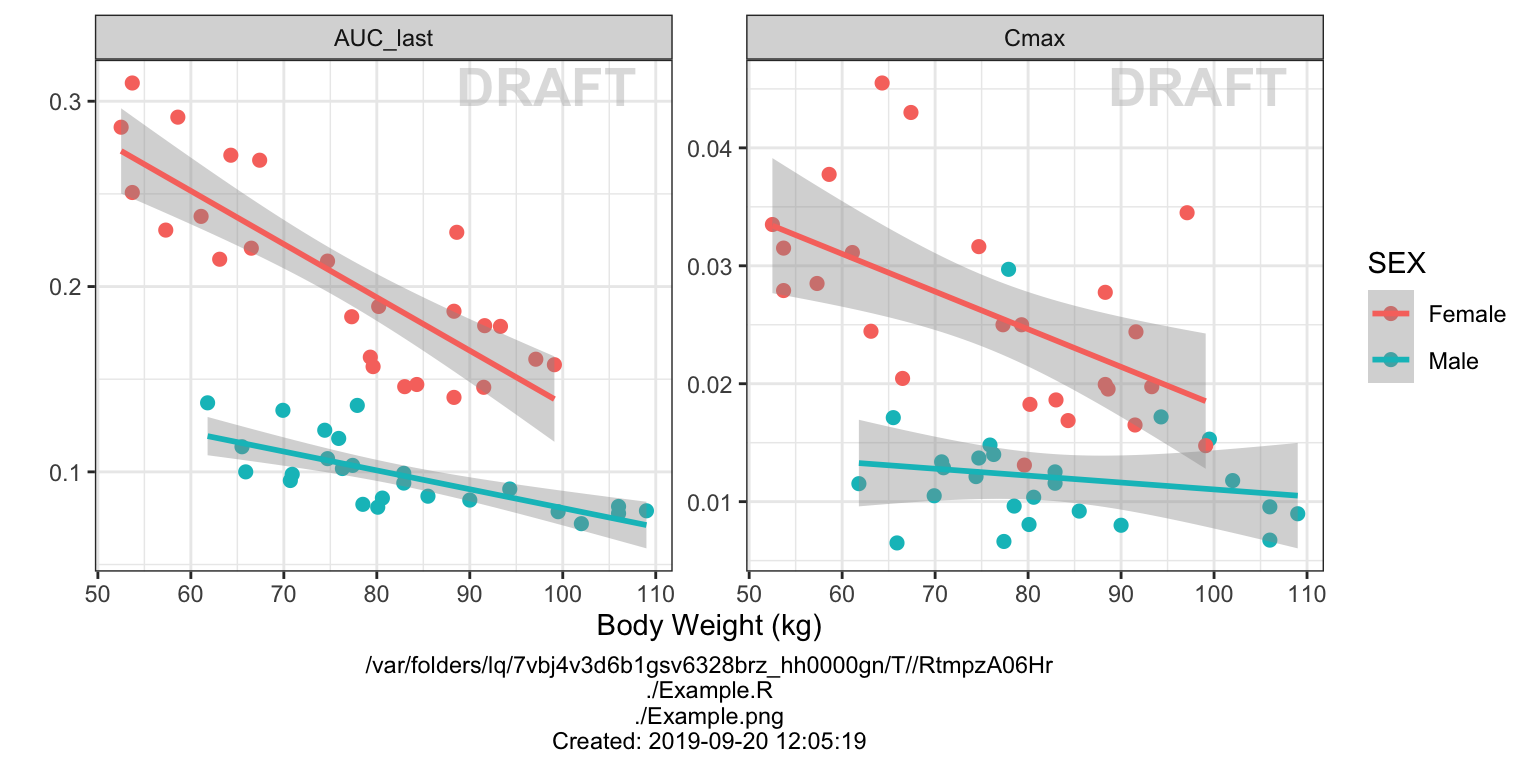 AUC_last
Cmax
DRAFT
DRAFT
0.3
0.2
0.1
0.04
0.03
0.02
0.01
50 60 70 80 90 100 110
50 60 70 80 90 100 110
Body Weight (kg)
SEX
Female
Male
/var/folders/lq/7vbj4v3d6b1gsv6328brz_hh0000gn/T//RtmpzA06Hr
./Example.R
./Example.png
Created: 2019-09-20 12:05:19